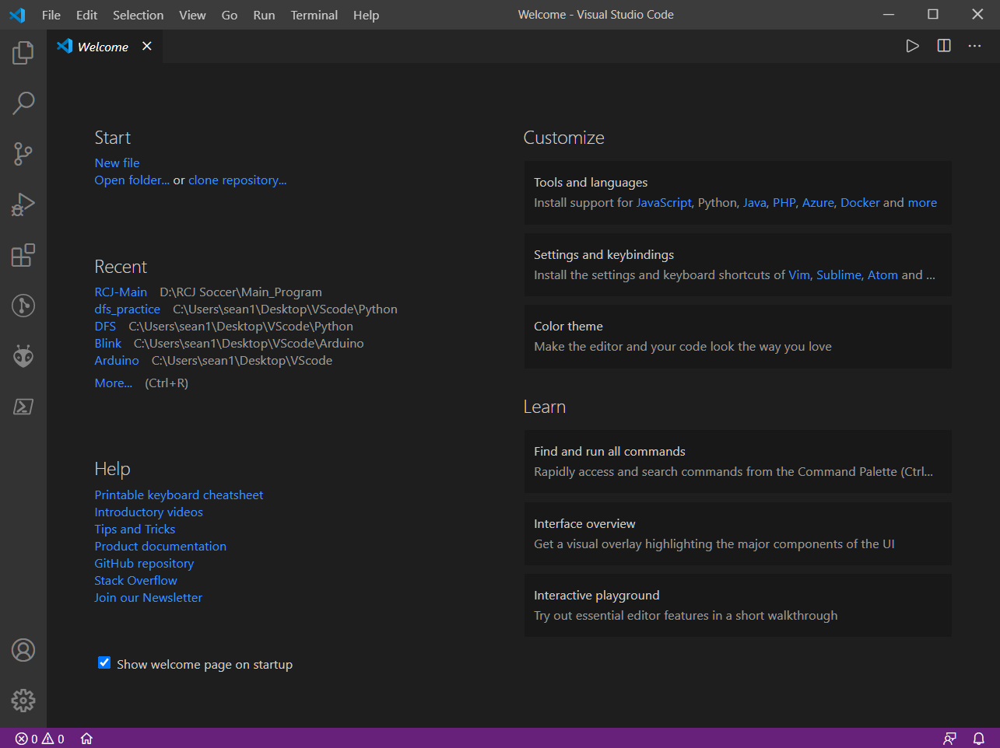 File Edit Selection View Go Run Terminal Help Welcome - Visual Studio Code
Welcome
Start
New file
Open folder... or clone repository...
Recent
RCJ-Main D:\RCJ Soccer\Main_Program
dfs_practice C:\Users\sean1\Desktop\VScode\Python
DFS C:\Users\sean1\Desktop\VScode\Python
Blink C:\Users\sean1\Desktop\VScode\Arduino
Arduino C:\Users\sean1\Desktop\VScode
More... (Ctrl+R)
Help
Printable keyboard cheatsheet
Introductory videos
Tips and Tricks
Product documentation
GitHub repository
Stack Overflow
Join our Newsletter
Show welcome page on startup
Customize
Tools and languages
Install support for JavaScript, Python, Java, PHP, Azure, Docker and more
Settings and keybindings
Install the settings and keyboard shortcuts of Vim, Sublime, Atom and ...
Color theme
Make the editor and your code look the way you love
Learn
Find and run all commands
Rapidly access and search commands from the Command Palette (Ctrl...
Interface overview
Get a visual overlay highlighting the major components of the UI
Interactive playground
Try out essential editor features in a short walkthrough
0 0